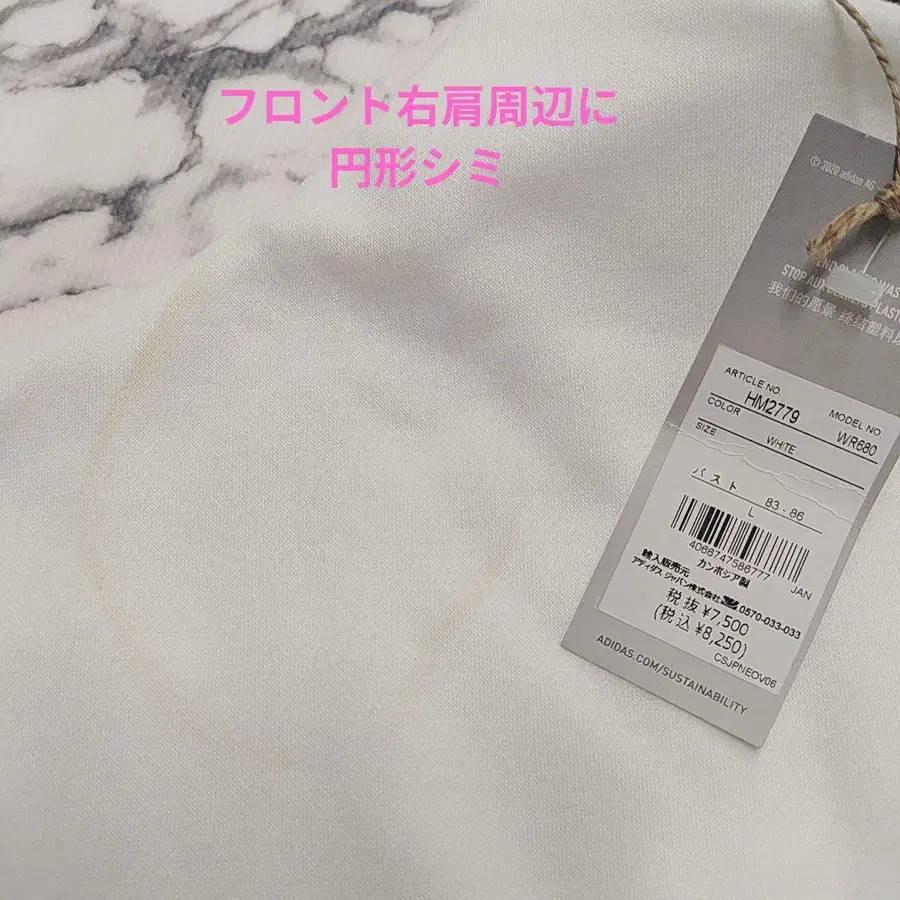 フロント右肩周辺に
円形シミ
© 2020 adidas AG
STOP AUX
我们的愿景 终结塑料
ARTICLE NO
HM2779
MODEL NO
WR680
COLOR
WHITE
SIZE
バスト 83 - 86
L
4066747586777
JAN
カンボジア製
輸入販売元
アディダス ジャパン株式会社 0570-033-033
税抜 ¥7,500
(税込 ¥8,250)
CSJPNEOV06
ADIDAS.COM/SUSTAINABILITY